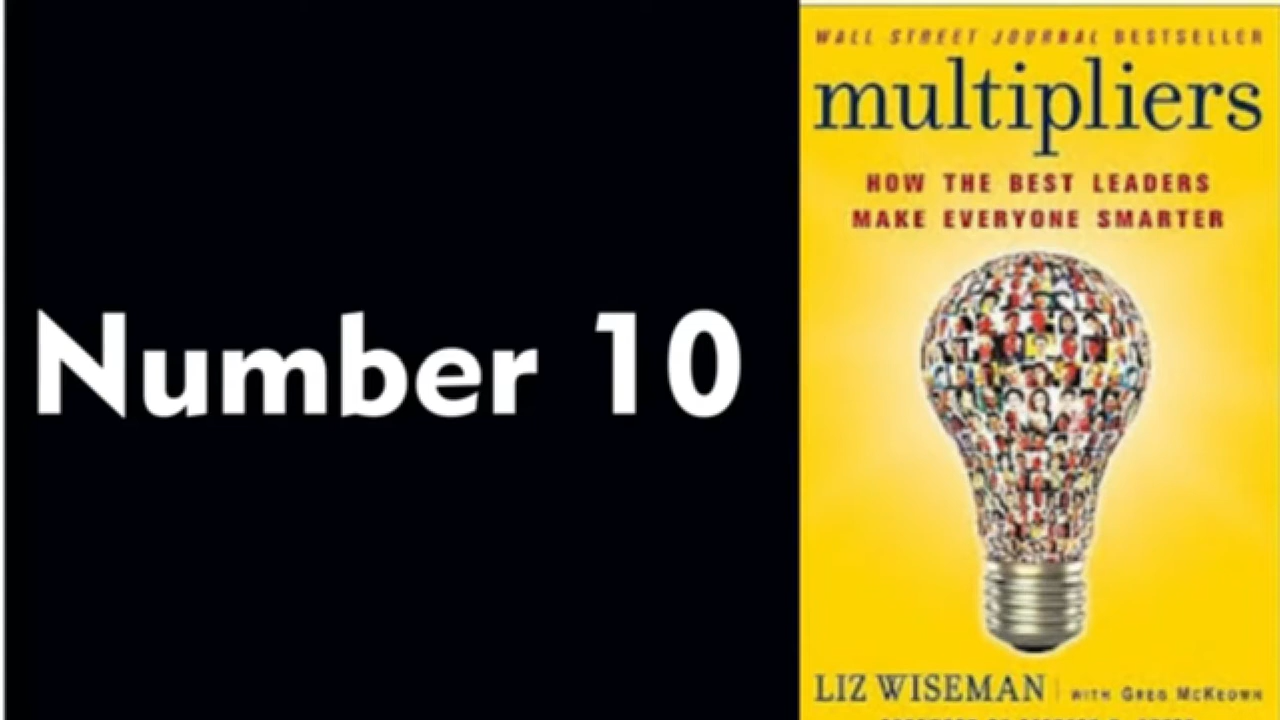 Number 10
WALL STREET JOURNAL BESTSELLER
multipliers
HOW THE BEST LEADERS
MAKE EVERYONE SMARTER
LIZ WISEMAN | WITH GREG MCKEOWN